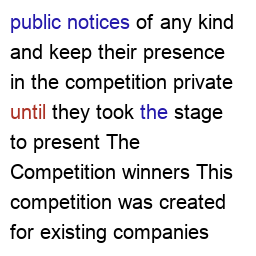 public notices of any kind
and keep their presence
in the competition private
until they took the stage
to present The
Competition winners This
competition was created
for existing companies